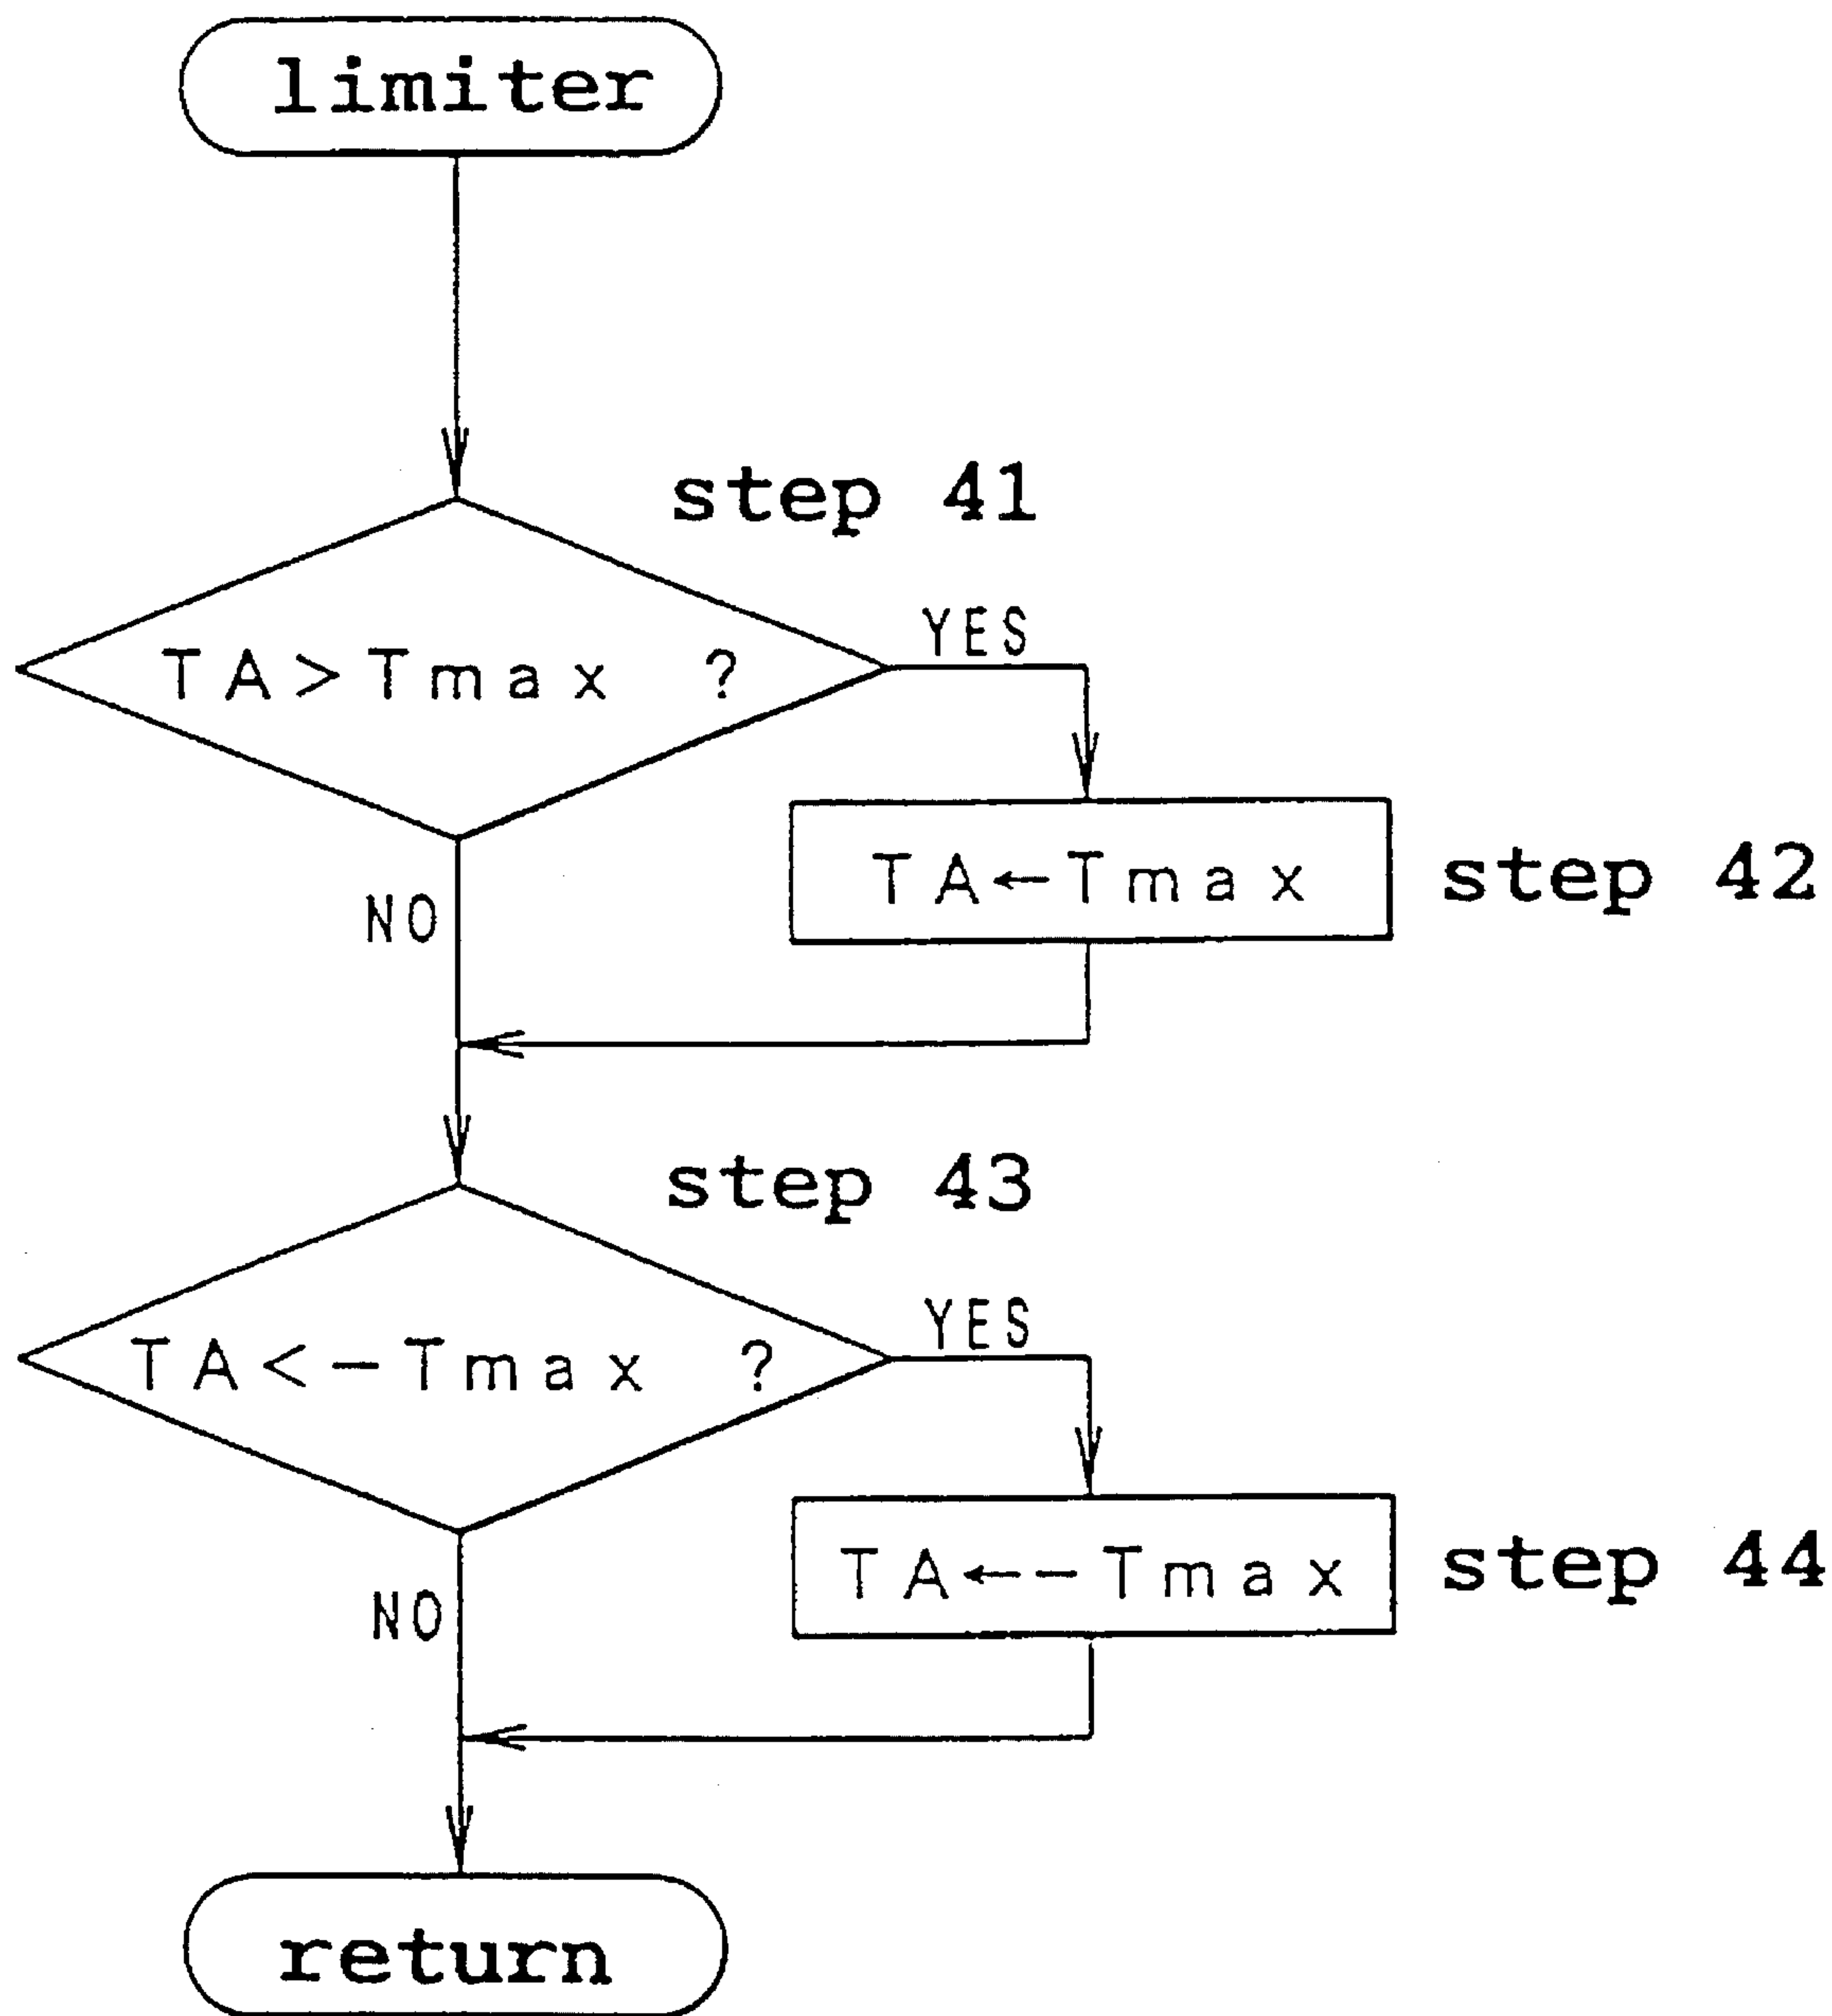 limiter
step 41
TA>Tmax ?
YES
TA←Tmax
step 42
NO
step 43
TA<-Tmax ?
YES
TA←-Tmax
step 44
NO
return